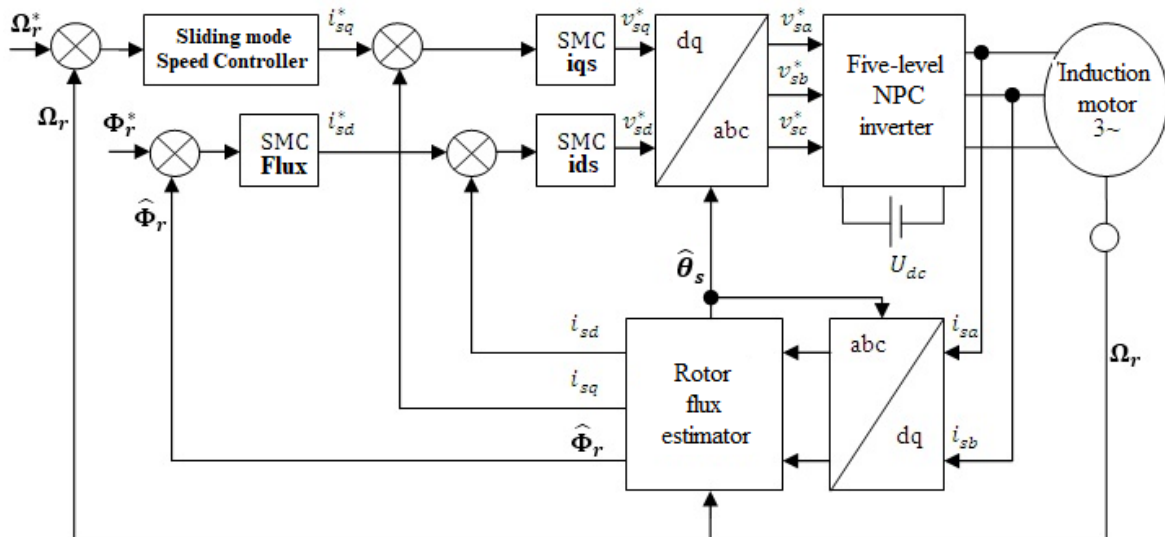 Ω*r
Sliding mode
Speed Controller
i*sq
SMC
iqs
v*sq
dq
abc
v*sa
v*sb
v*sc
Five-level
NPC
inverter
Induction
motor
3~
Ωr
Φ*r
SMC
Flux
i*sd
SMC
ids
v*sd
Φ̂r
θ̂s
Udc
isd
isq
Φ̂r
Rotor
flux
estimator
abc
dq
isa
isb
Ωr